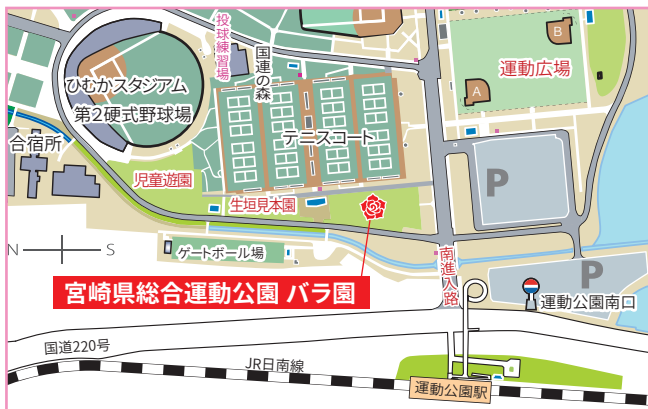 投球練習場
国連の森
ひむかスタジアム
第2硬式野球場
合宿所
児童遊園
テニスコート
生垣見本園
運動広場
A
B
P
P
N
S
ゲートボール場
南進入路
宮崎県総合運動公園 バラ園
運動公園南口
国道220号
JR日南線
運動公園駅